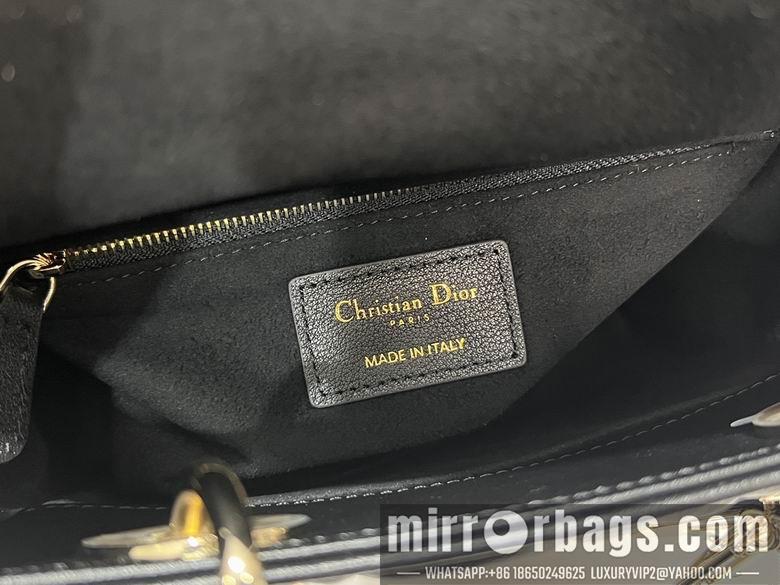 Christian Dior
PARIS
MADE IN ITALY
mirrorbags.com
WHATSAPP:+86 18650249625 LUXURYVIP2@YAHOO.COM